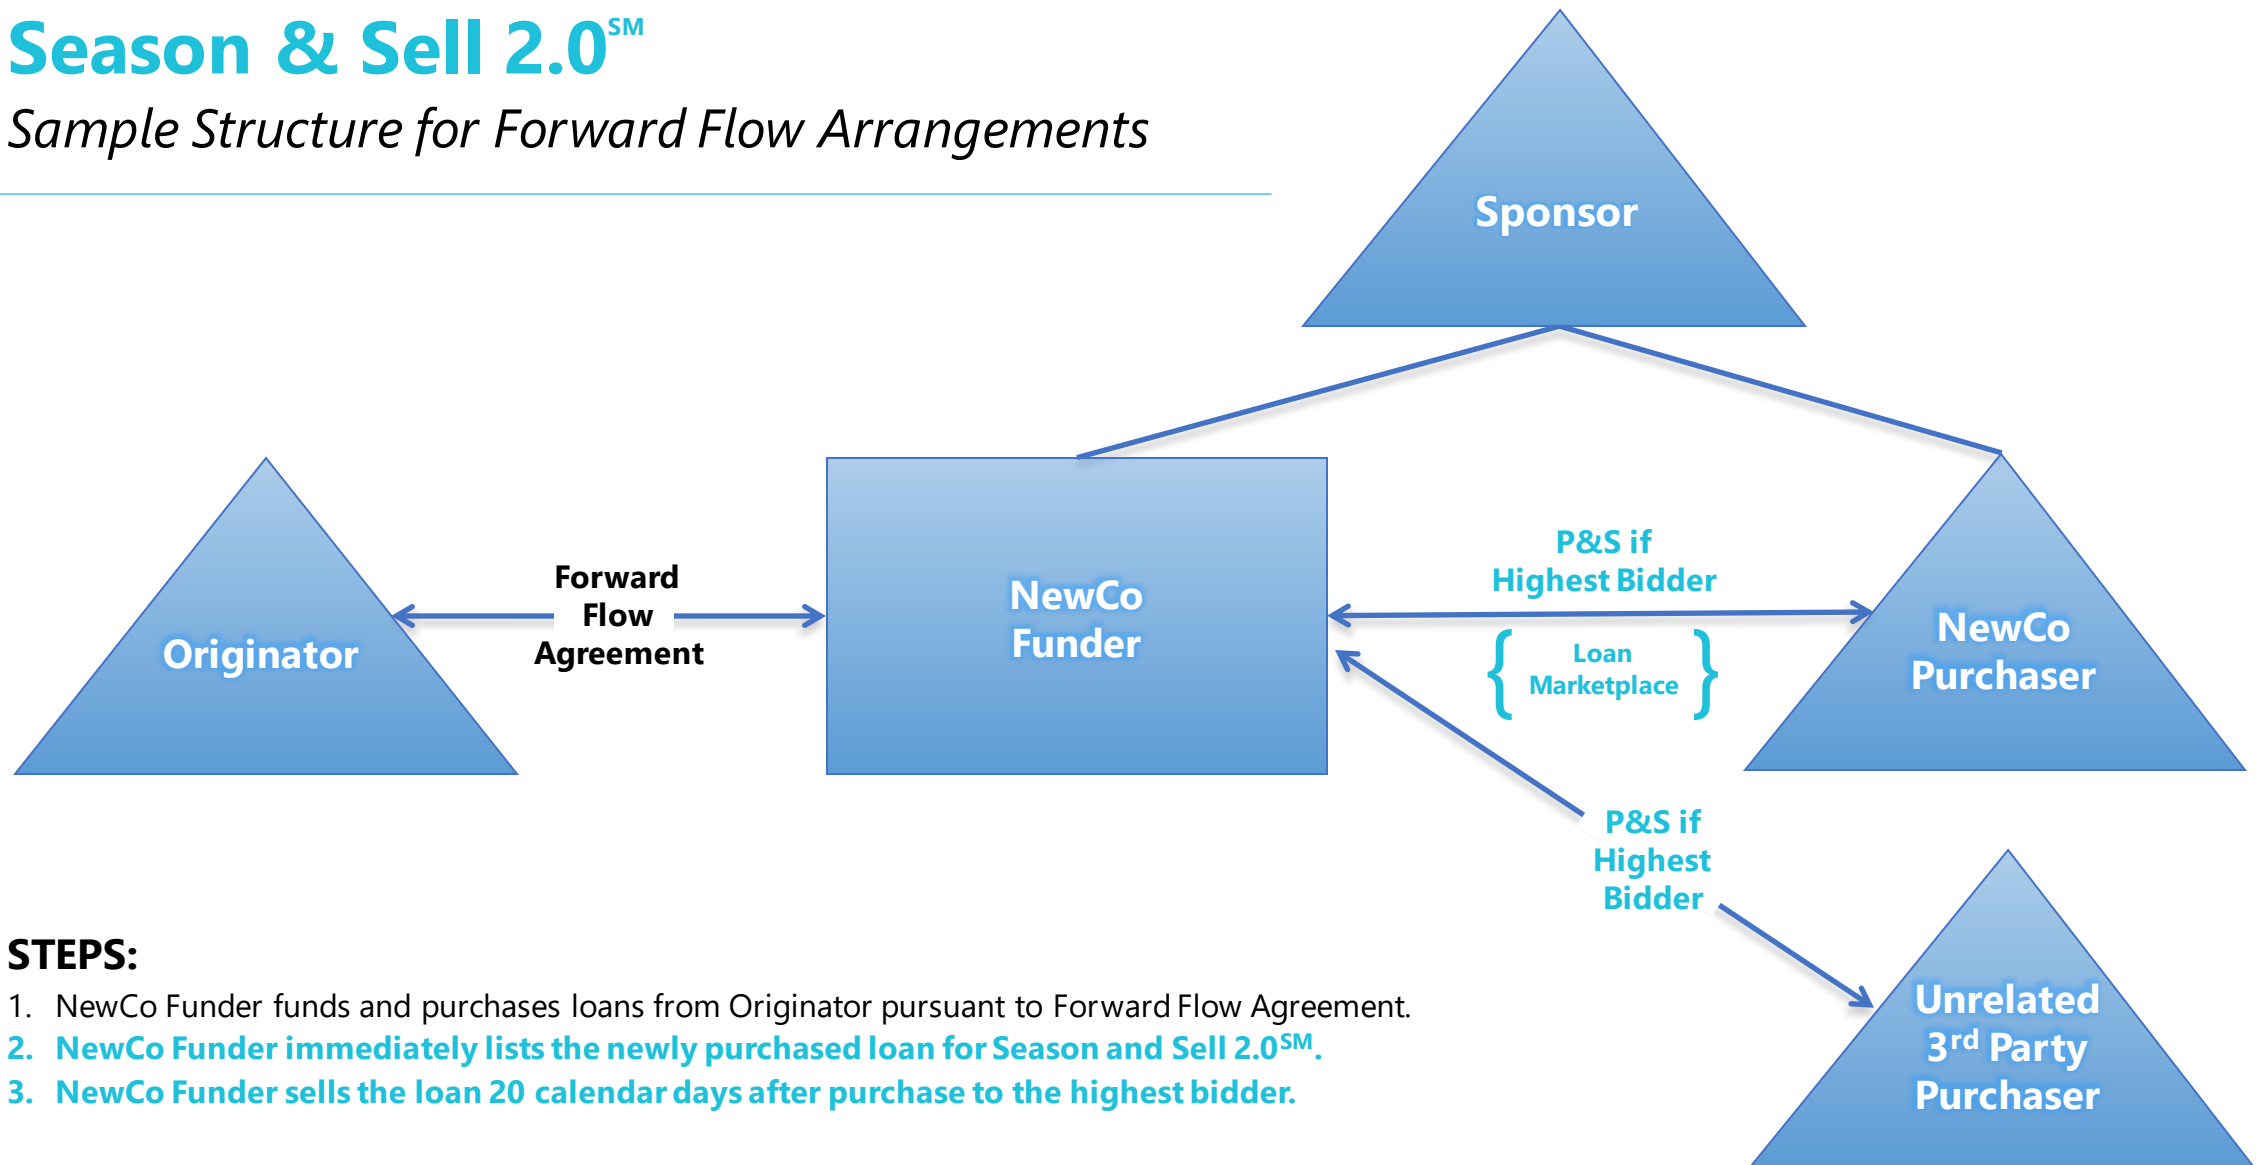 Season & Sell 2.0SM
Sample Structure for Forward Flow Arrangements
Sponsor
Originator
Forward
Flow
Agreement
NewCo
Funder
P&S if
Highest Bidder
{ Loan
Marketplace }
NewCo
Purchaser
P&S if
Highest
Bidder
Unrelated
3rd Party
Purchaser
STEPS:
1. NewCo Funder funds and purchases loans from Originator pursuant to Forward Flow Agreement.
2. NewCo Funder immediately lists the newly purchased loan for Season and Sell 2.0SM.
3. NewCo Funder sells the loan 20 calendar days after purchase to the highest bidder.